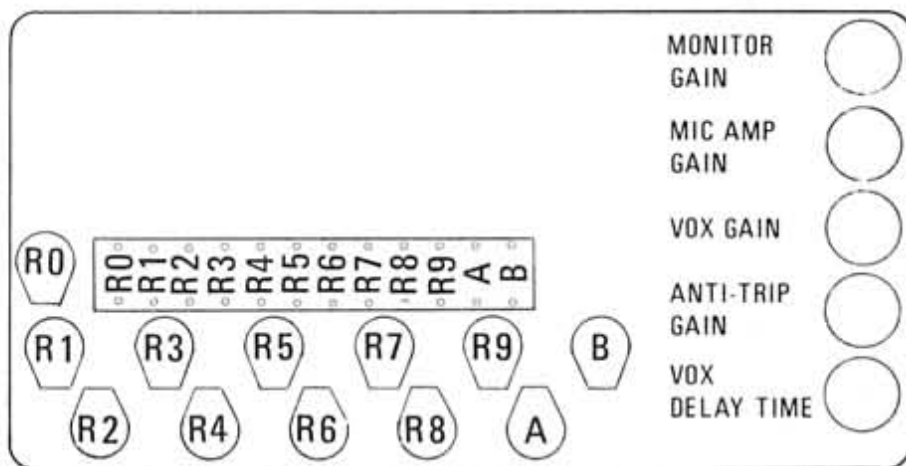 MONITOR
GAIN
MIC AMP
GAIN
VOX GAIN
ANTI-TRIP
GAIN
VOX
DELAY TIME
R0
R0 R1 R2 R3 R4 R5 R6 R7 R8 R9 A B
R1 R3 R5 R7 R9 B
R2 R4 R6 R8 A